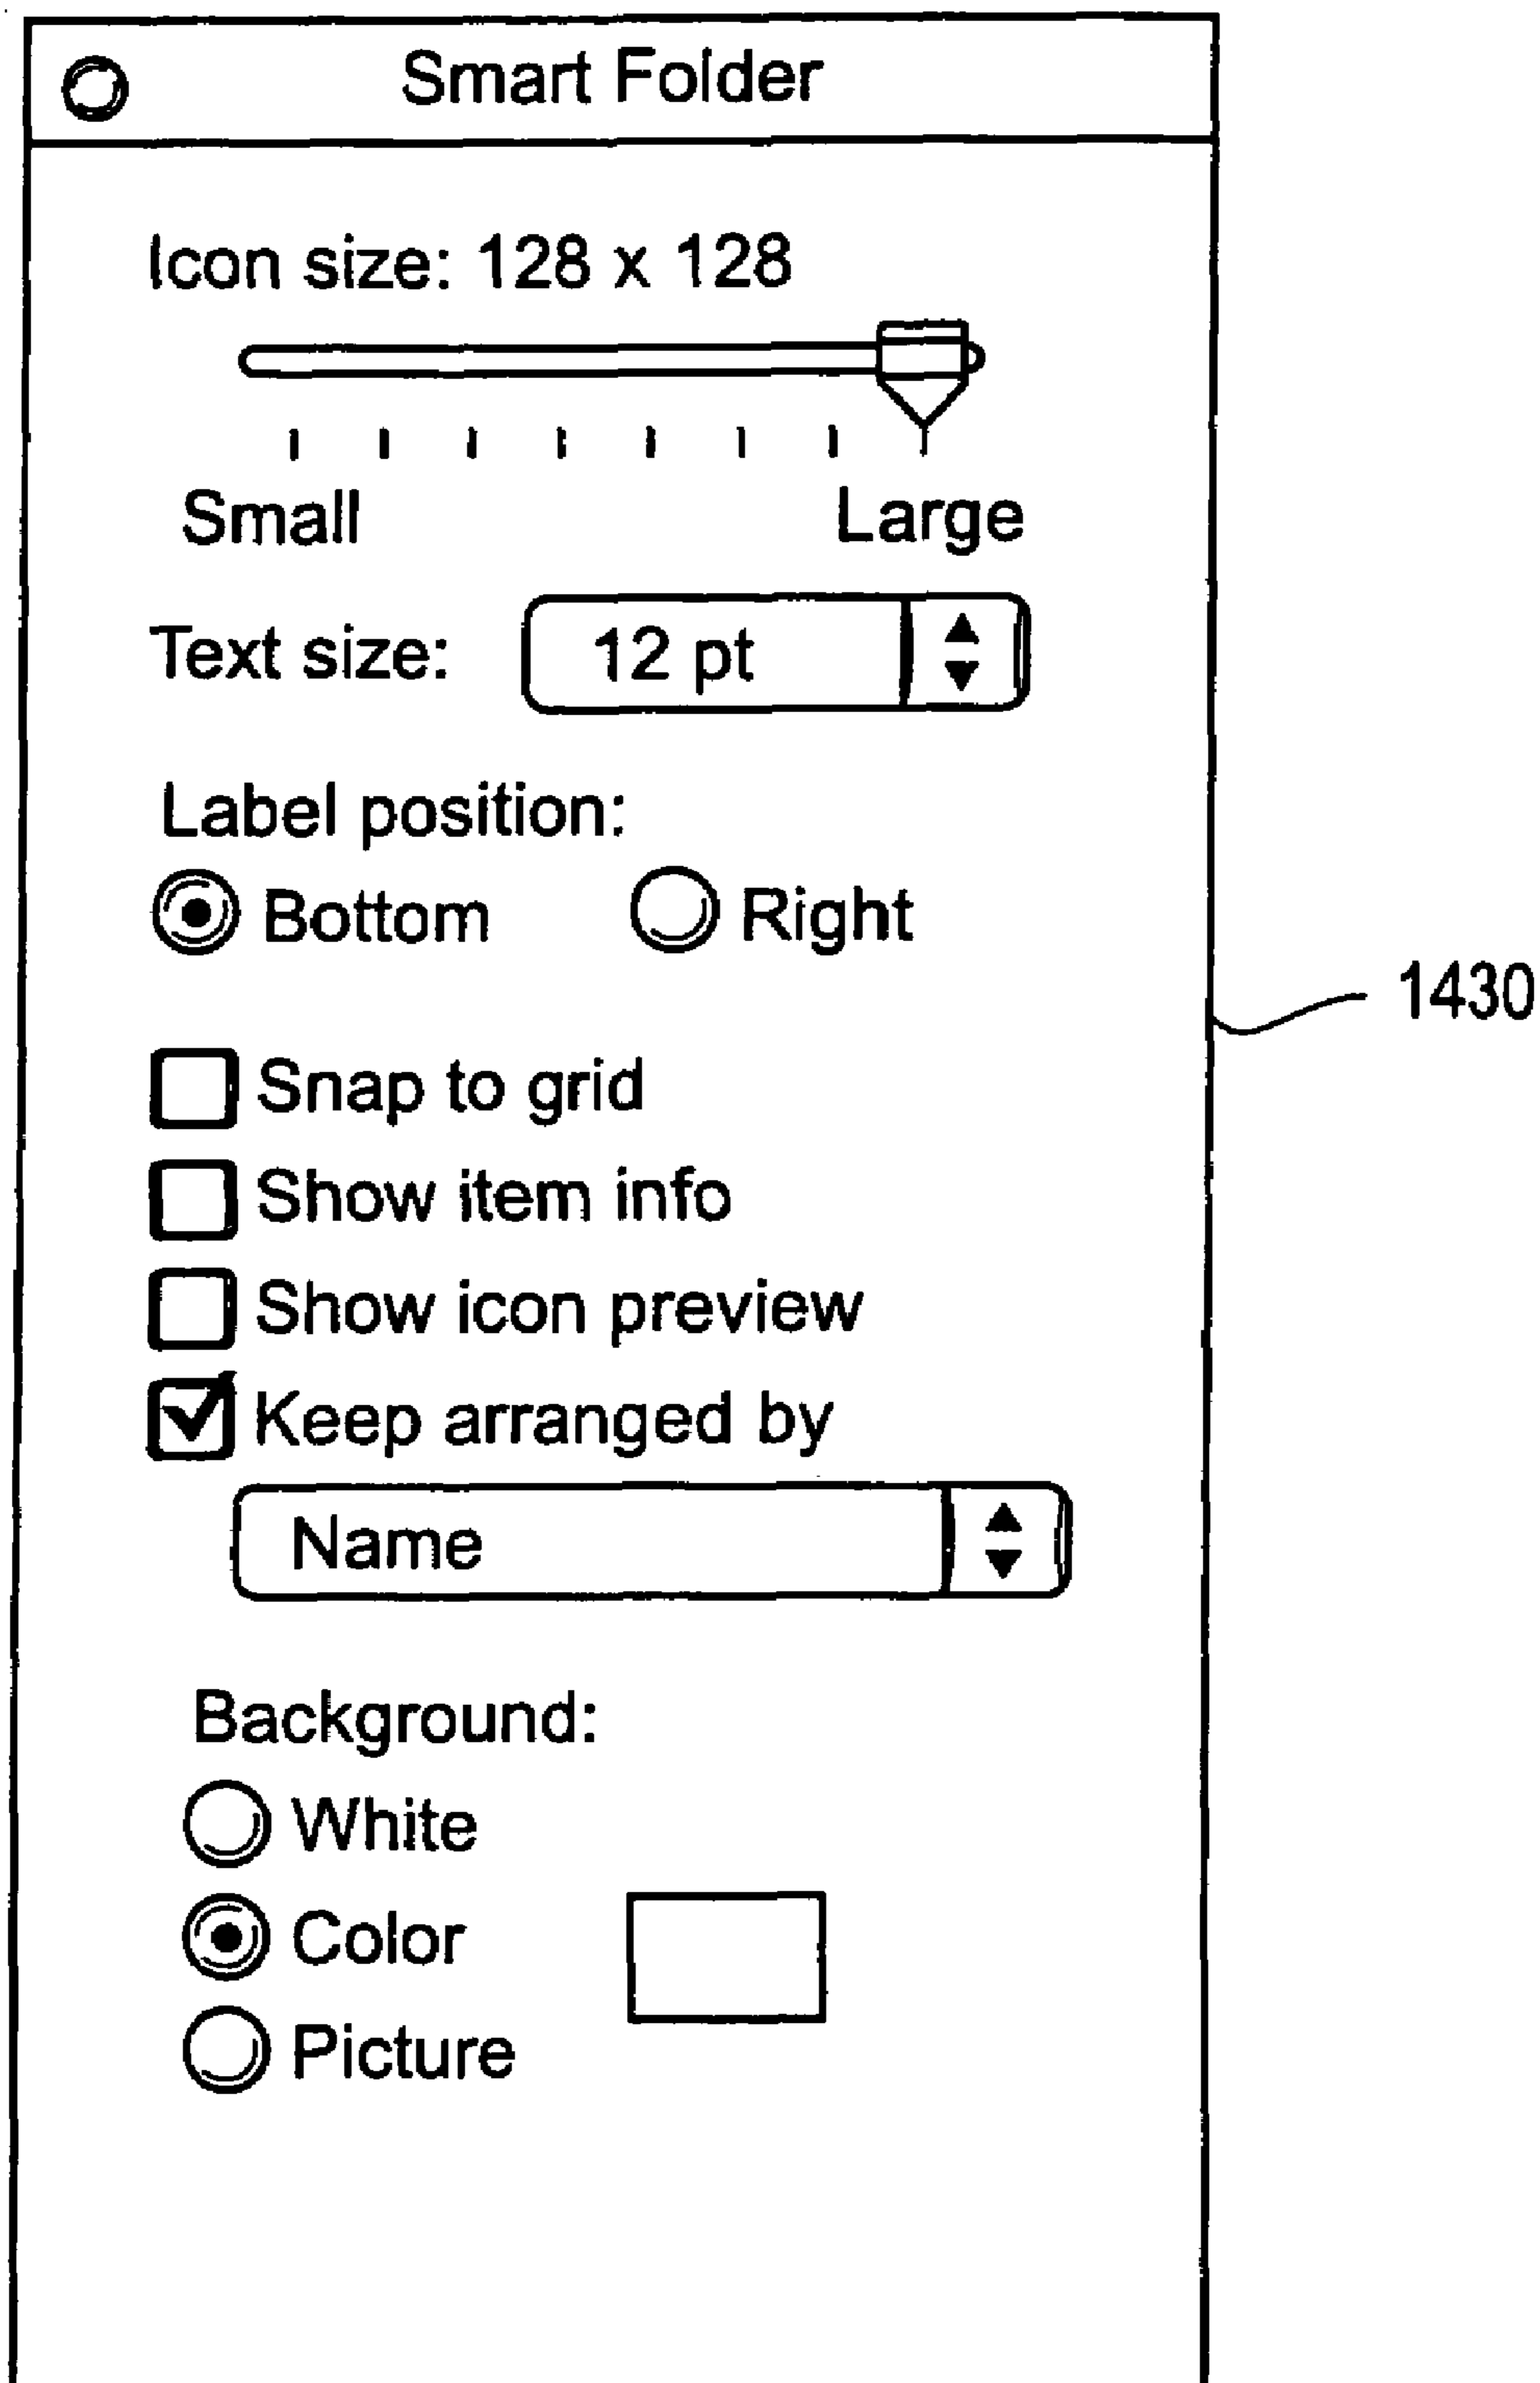 Smart Folder
Icon size: 128 x 128
Small Large
Text size: 12 pt
Label position:
Bottom Right
1430
Snap to grid
Show item info
Show icon preview
Keep arranged by
Name
Background:
White
Color
Picture